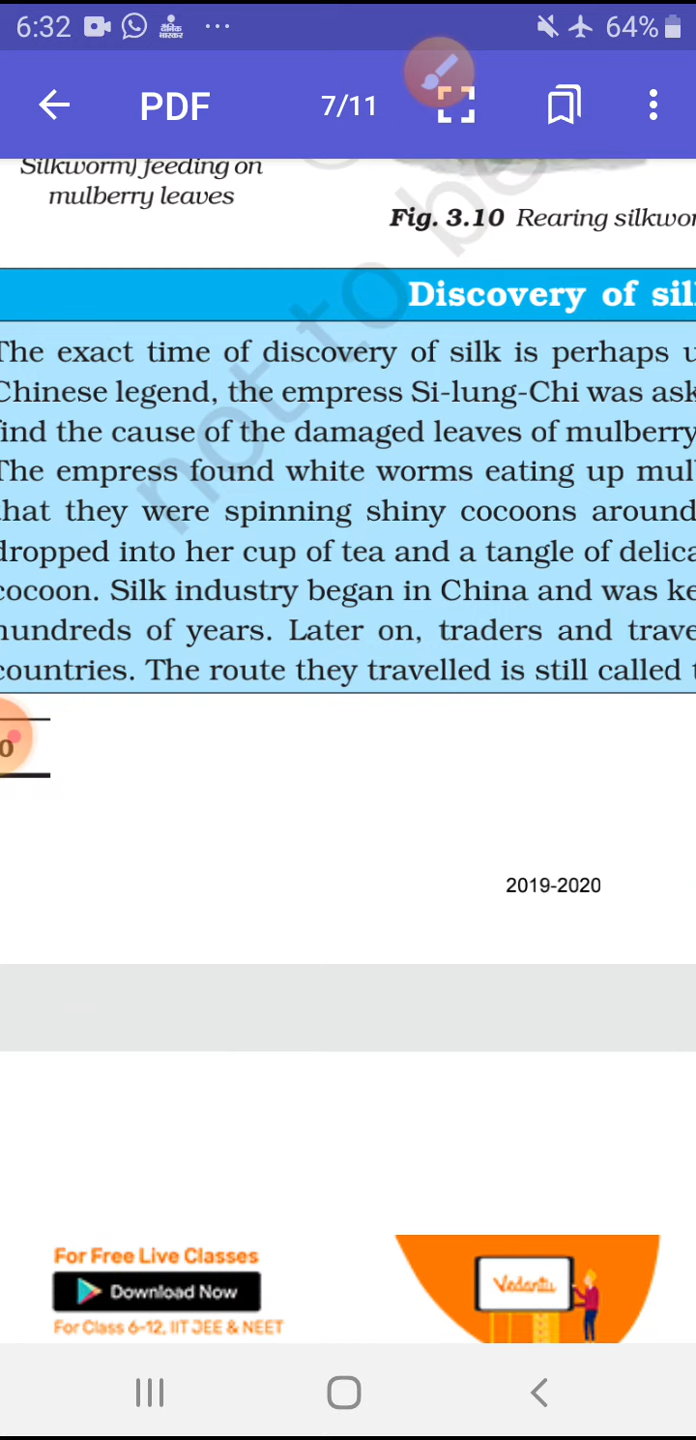 6:32 दैनिक भास्कर ... 64%
PDF 7/11
Silkworm) feeding on
mulberry leaves
Fig. 3.10 Rearing silkwor
Discovery of sil
The exact time of discovery of silk is perhaps u
Chinese legend, the empress Si-lung-Chi was ask
find the cause of the damaged leaves of mulberry
The empress found white worms eating up mul
that they were spinning shiny cocoons around
dropped into her cup of tea and a tangle of delica
cocoon. Silk industry began in China and was ke
hundreds of years. Later on, traders and trave
countries. The route they travelled is still called t
not to be
0
2019-2020
For Free Live Classes
Download Now
For Class 6-12, IIT JEE & NEET
Vedantu